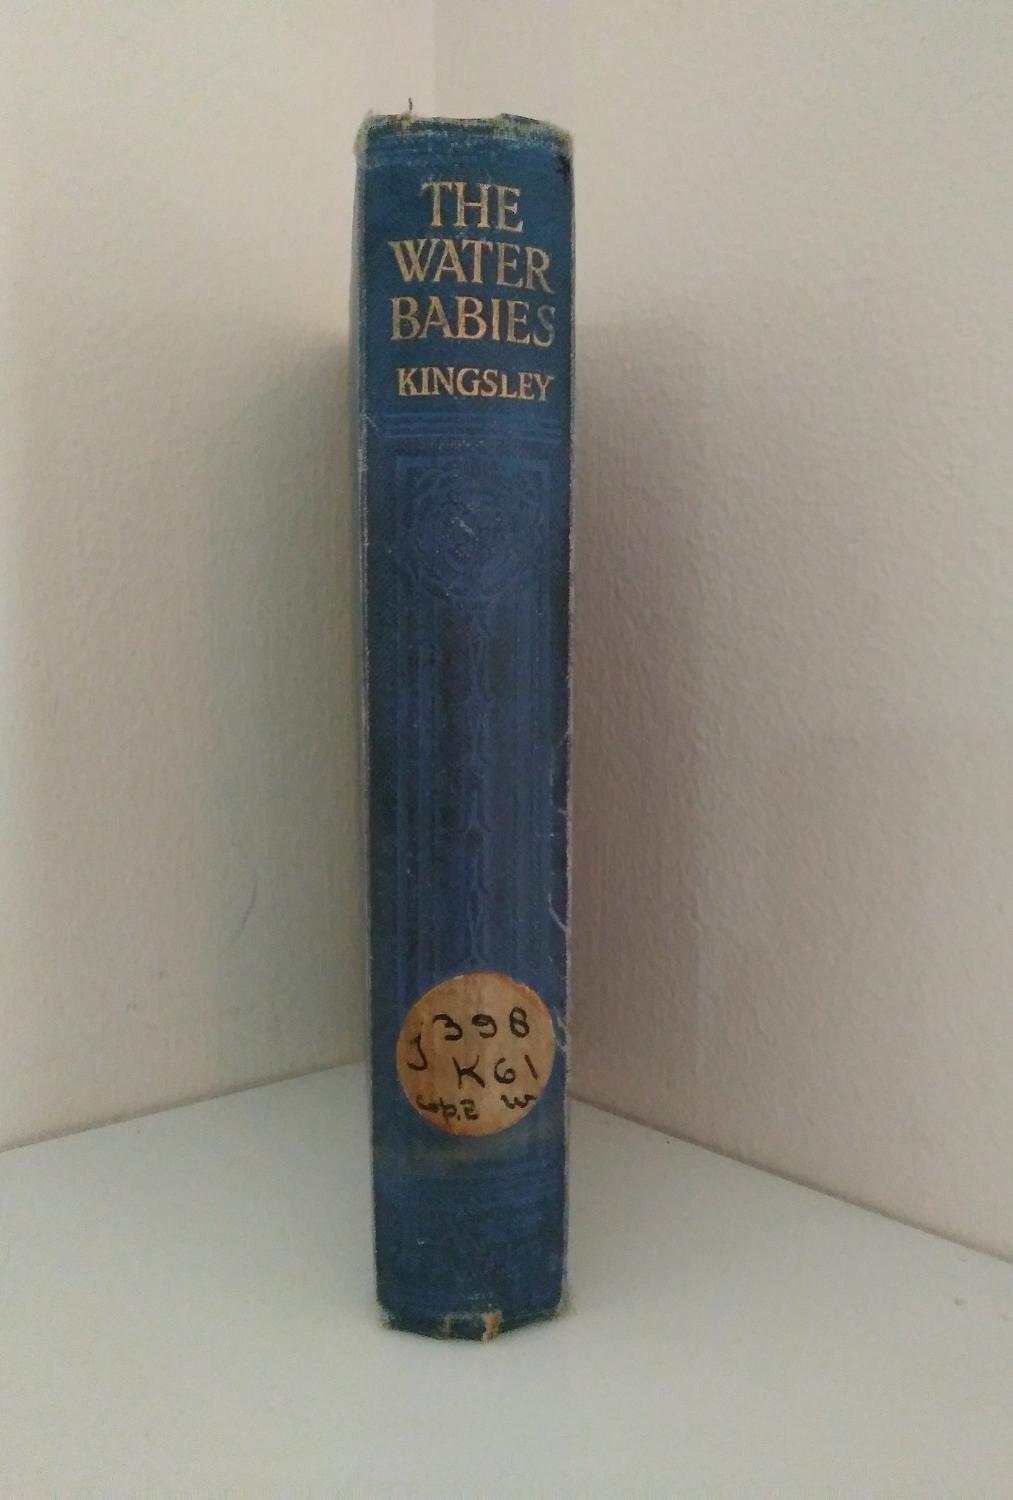 THE
WATER
BABIES
KINGSLEY
J 398
K61
cop.2